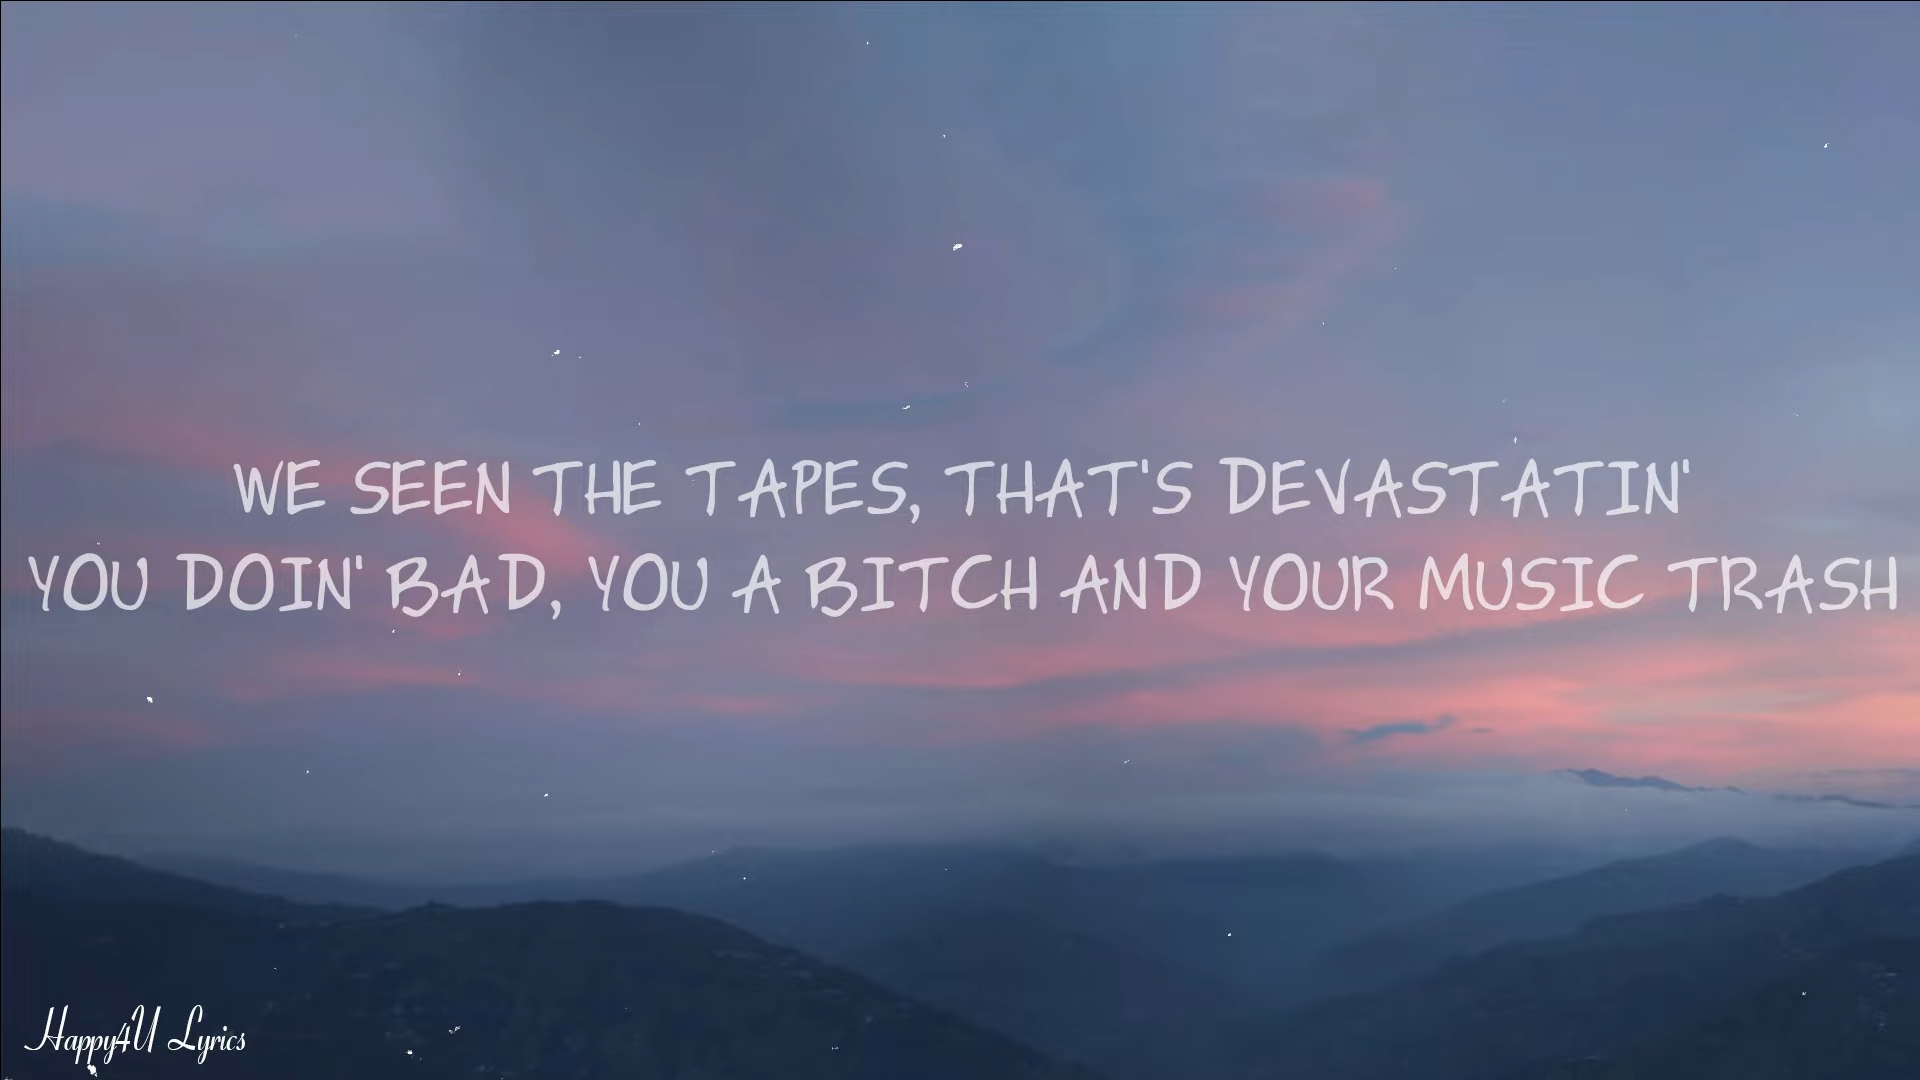 WE SEEN THE TAPES, THAT'S DEVASTATIN'
YOU DOIN' BAD, YOU A BITCH AND YOUR MUSIC TRASH
Happy4U Lyrics